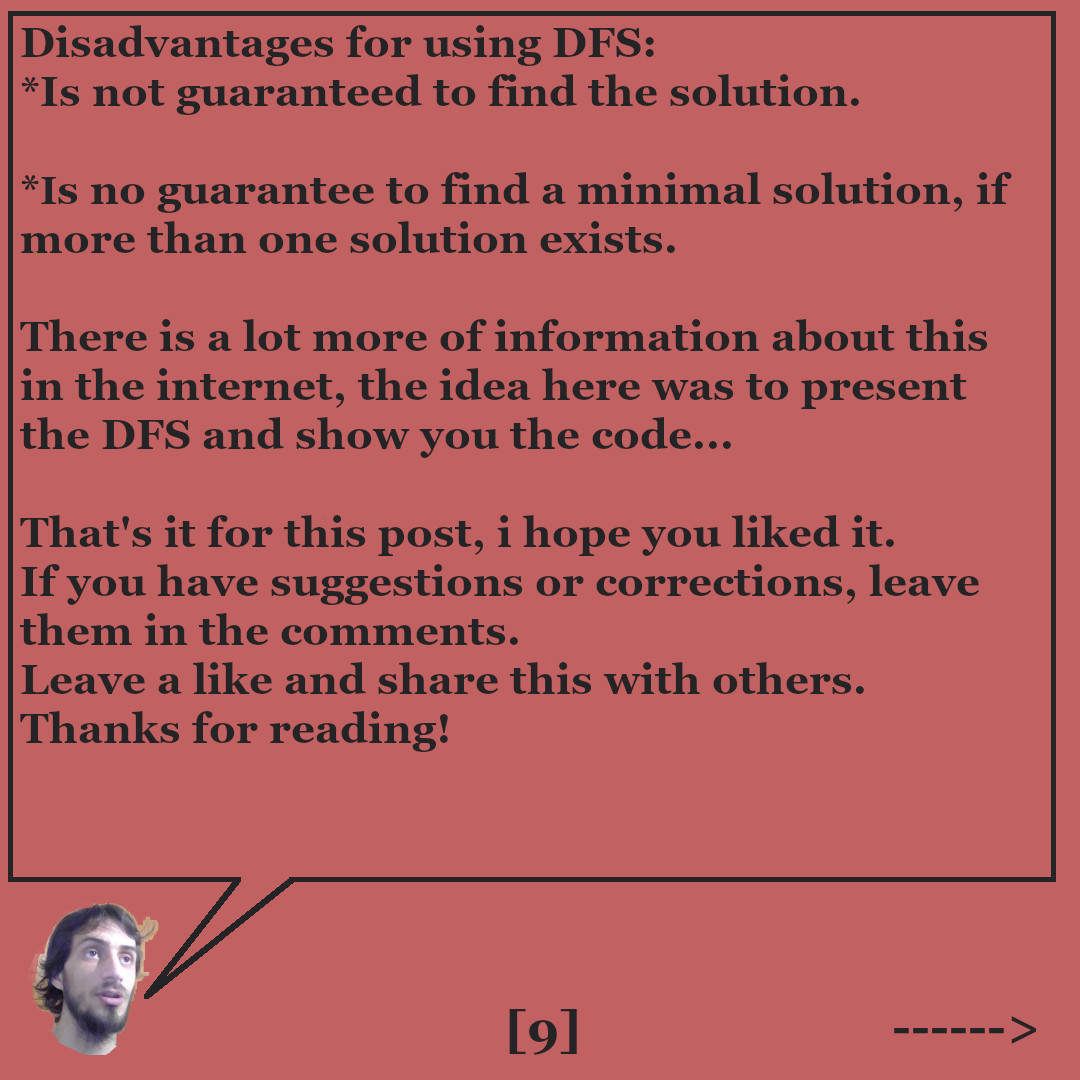 Disadvantages for using DFS:
*Is not guaranteed to find the solution.
*Is no guarantee to find a minimal solution, if
more than one solution exists.
There is a lot more of information about this
in the internet, the idea here was to present
the DFS and show you the code...
That's it for this post, i hope you liked it.
If you have suggestions or corrections, leave
them in the comments.
Leave a like and share this with others.
Thanks for reading!
[9]
------>